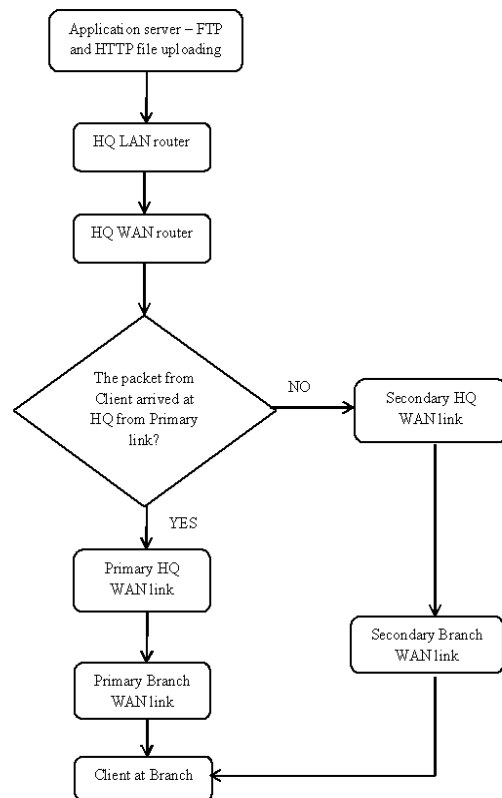 Application server – FTP
and HTTP file uploading
HQ LAN router
HQ WAN router
The packet from
Client arrived at
HQ from Primary
link?
NO
Secondary HQ
WAN link
YES
Primary HQ
WAN link
Secondary Branch
WAN link
Primary Branch
WAN link
Client at Branch